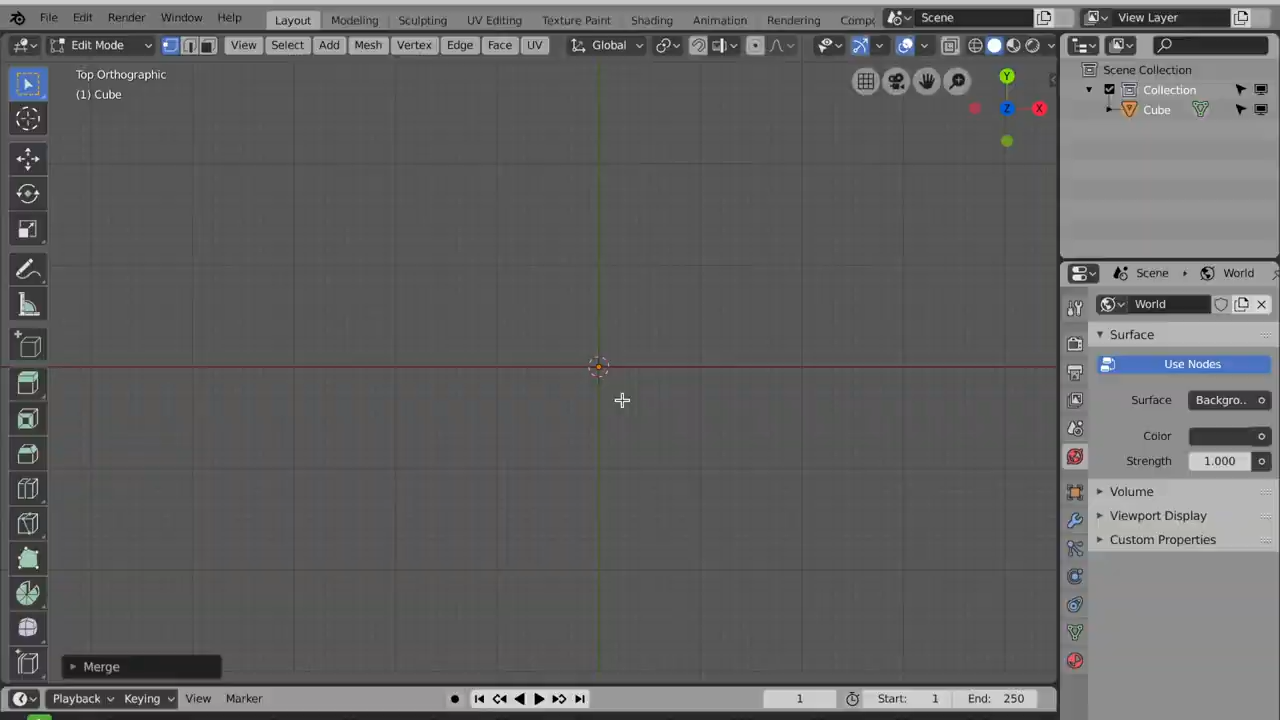 File Edit Render Window Help Layout Modeling Sculpting UV Editing Texture Paint Shading Animation Rendering Comp Scene View Layer
Edit Mode View Select Add Mesh Vertex Edge Face UV Global
Top Orthographic
(1) Cube
Y
Z X
Scene Collection
Collection
Cube
Scene World
World
Surface
Use Nodes
Surface Backgro..
Color
Strength 1.000
Volume
Viewport Display
Custom Properties
Merge
Playback Keying View Marker 1 Start: 1 End: 250